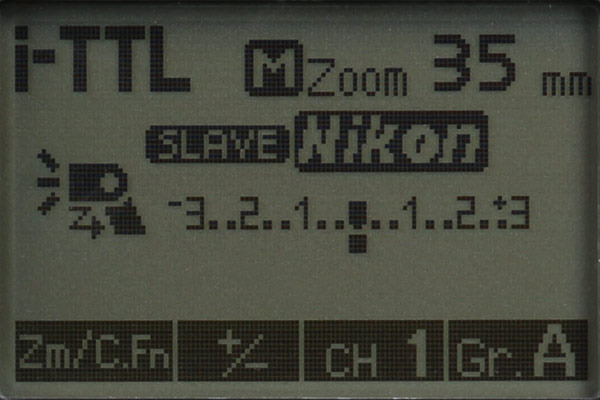 i-TTL M Zoom 35 mm
SLAVE Nikon
-3..2..1..0..1..2..+3
Zm/C.Fn +/- CH 1 Gr.A